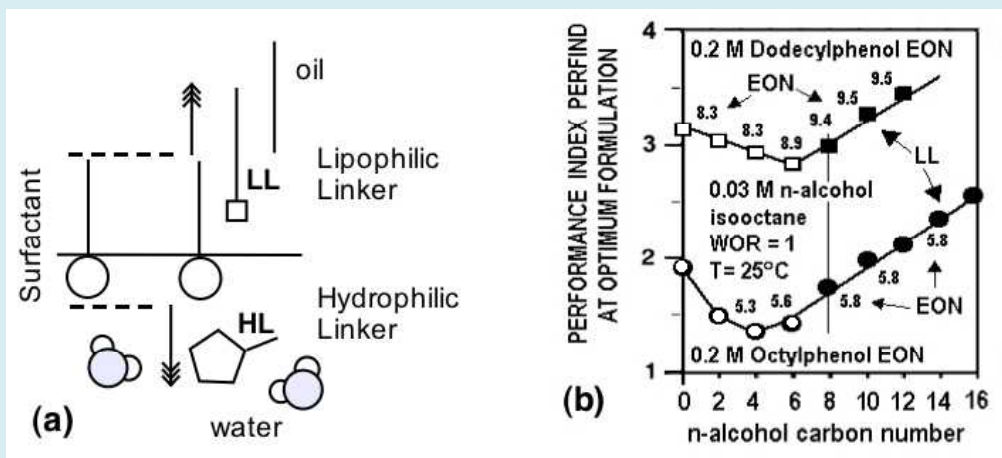 oil
LL
Lipophilic
Linker
Surfactant
Hydrophilic
Linker
HL
water
(a)
PERFORMANCE INDEX PERFIND
AT OPTIMUM FORMULATION
4
3
2
1
0.2 M Dodecylphenol EON
EON
8.3
8.3
8.9
9.4
9.5
9.5
LL
0.03 M n-alcohol
isooctane
WOR = 1
T= 25°C
5.3
5.6
5.8
5.8
5.8
EON
0.2 M Octylphenol EON
(b)
0 2 4 6 8 10 12 14 16
n-alcohol carbon number